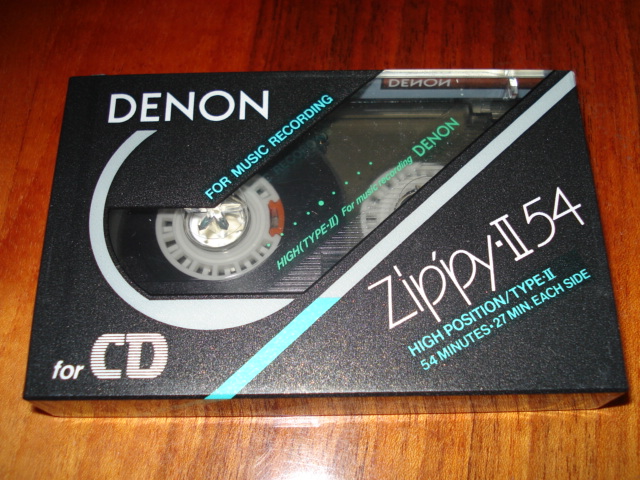 DENON
DENON
FOR MUSIC RECORDING
HIGH(TYPE-II) For music recording DENON
Zippy·II 54
HIGH POSITION/TYPE·II
54 MINUTES·27 MIN. EACH SIDE
for CD